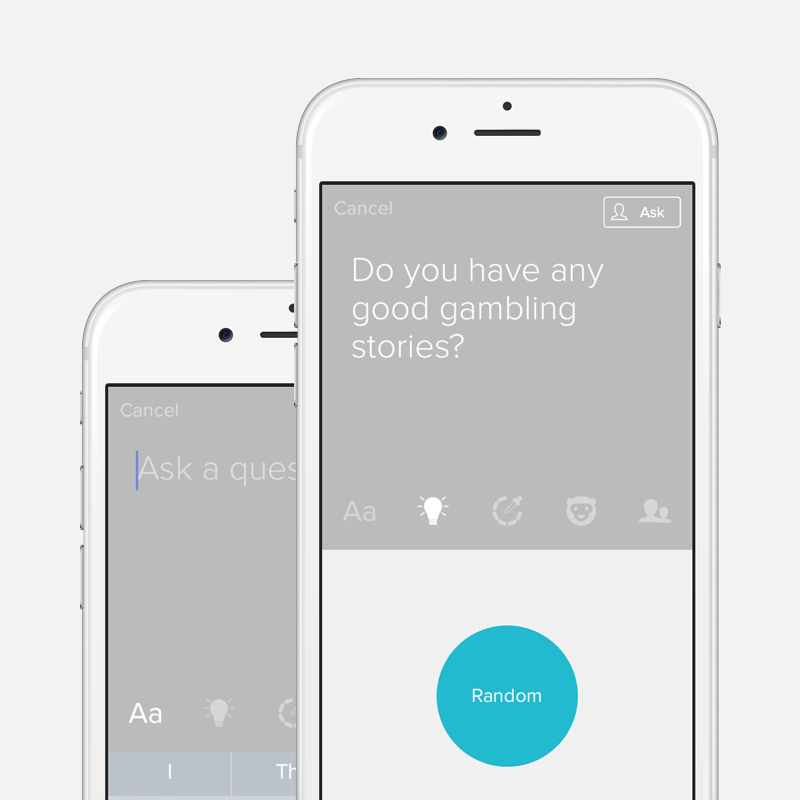 Cancel
Ask
Do you have any
good gambling
stories?
Aa
Random
Cancel
Ask a ques
Aa
I
Th